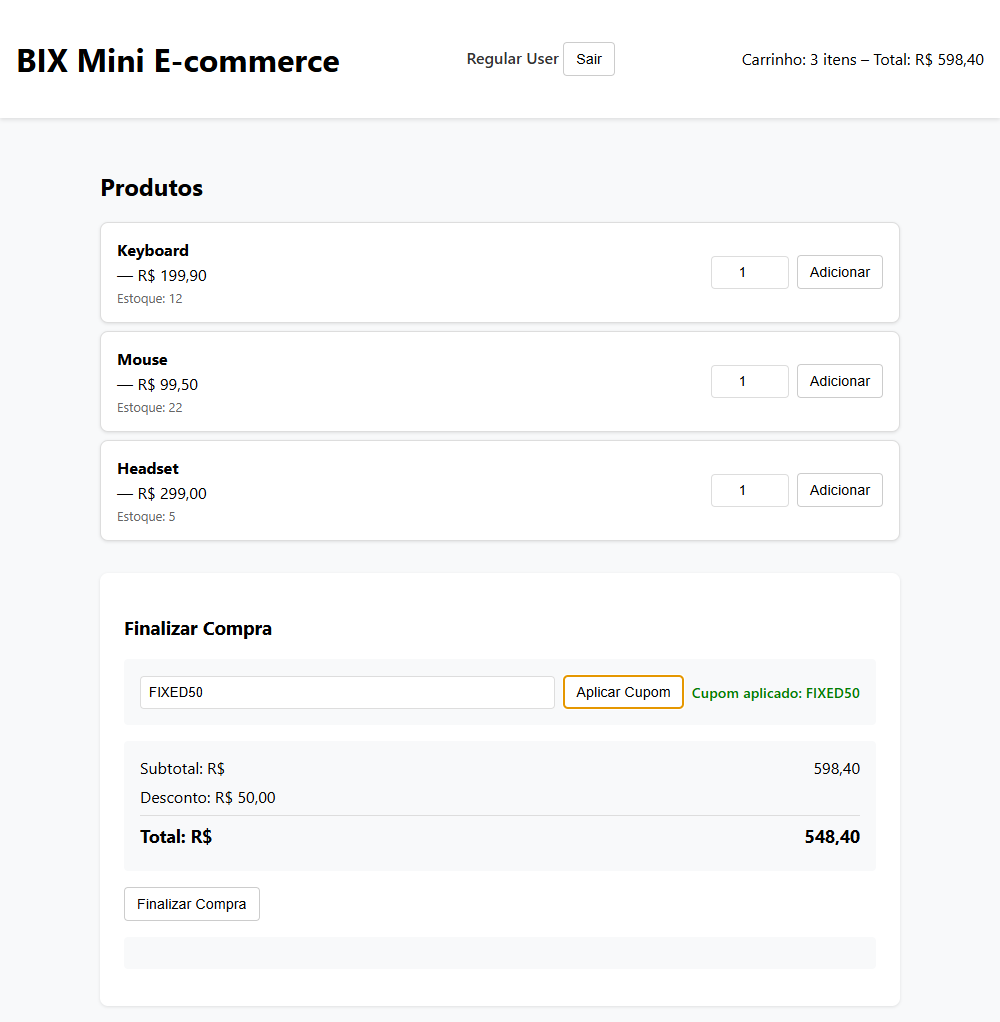 BIX Mini E-commerce
Regular User Sair
Carrinho: 3 itens – Total: R$ 598,40
Produtos
Keyboard
— R$ 199,90
Estoque: 12
1 Adicionar
Mouse
— R$ 99,50
Estoque: 22
1 Adicionar
Headset
— R$ 299,00
Estoque: 5
1 Adicionar
Finalizar Compra
FIXED50 Aplicar Cupom Cupom aplicado: FIXED50
Subtotal: R$ 598,40
Desconto: R$ 50,00
Total: R$ 548,40
Finalizar Compra